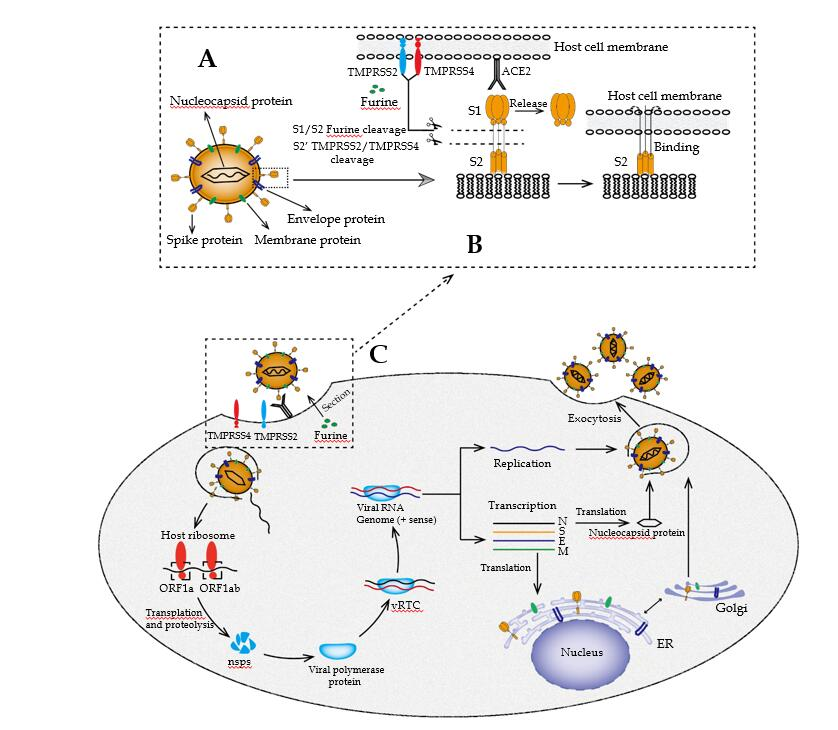 A
Host cell membrane
TMPRSS2
TMPRSS4
ACE2
Furine
Nucleocapsid protein
S1
Release
Host cell membrane
S1/S2 Furine cleavage
S2' TMPRSS2/TMPRSS4
cleavage
Binding
S2
S2
Envelope protein
Spike protein
Membrane protein
B
C
Section
TMPRSS4
TMPRSS2
Furine
Exocytosis
Replication
Viral RNA
Genome (+ sense)
Transcription
N
S
E
M
Translation
Nucleocapsid protein
Translation
Host ribosome
ORF1a
ORF1ab
vRTC
Transplation
and proteolysis
nsps
Viral polymerase
protein
Golgi
ER
Nucleus